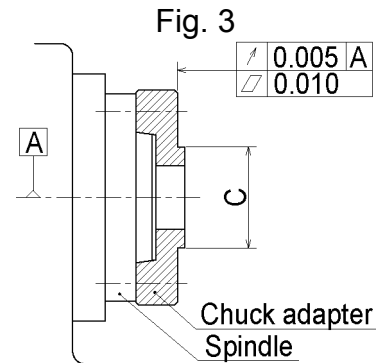 Fig. 3
↗ 0.005 A
▱ 0.010
A
C
Chuck adapter
Spindle